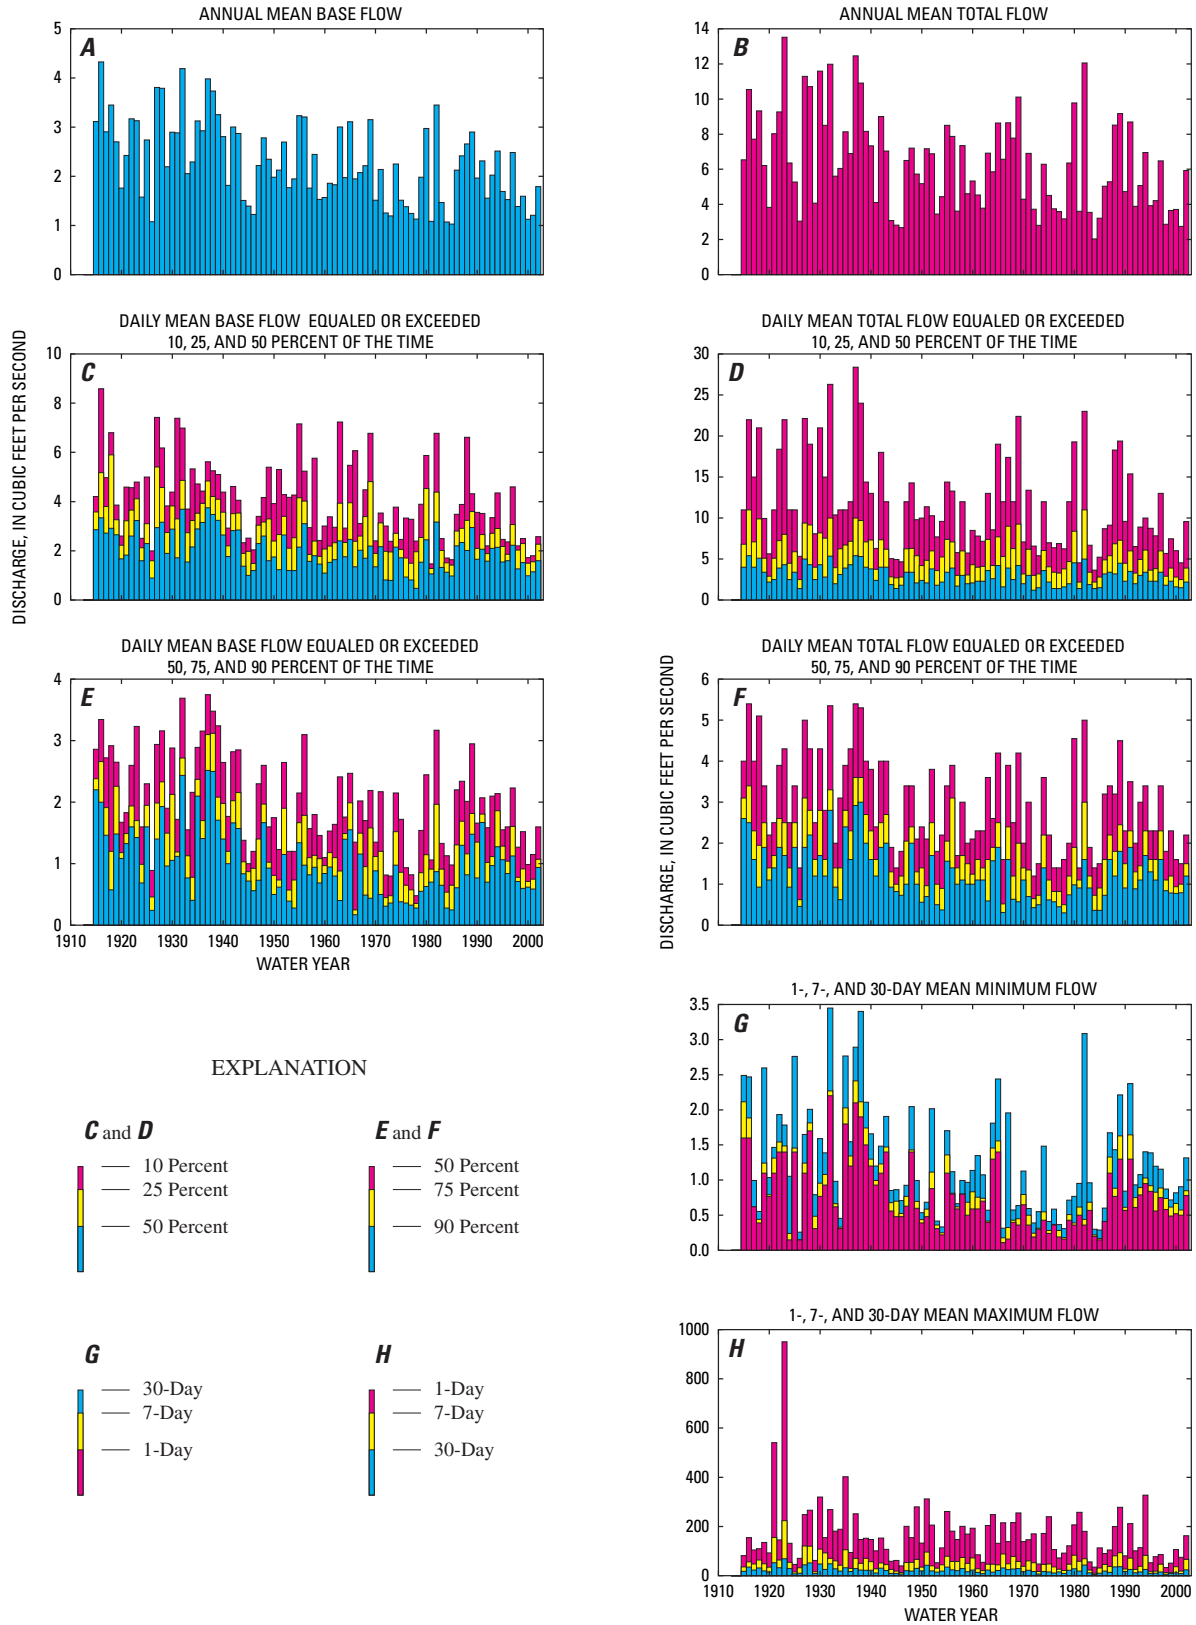 ANNUAL MEAN BASE FLOW
A
5
4
3
2
1
0
ANNUAL MEAN TOTAL FLOW
B
14
12
10
8
6
4
2
0
DISCHARGE, IN CUBIC FEET PER SECOND
DAILY MEAN BASE FLOW EQUALED OR EXCEEDED
10, 25, AND 50 PERCENT OF THE TIME
C
10
8
6
4
2
0
DAILY MEAN TOTAL FLOW EQUALED OR EXCEEDED
10, 25, AND 50 PERCENT OF THE TIME
D
30
25
20
15
10
5
0
DAILY MEAN BASE FLOW EQUALED OR EXCEEDED
50, 75, AND 90 PERCENT OF THE TIME
E
4
3
2
1
0
1910 1920 1930 1940 1950 1960 1970 1980 1990 2000
WATER YEAR
DISCHARGE, IN CUBIC FEET PER SECOND
DAILY MEAN TOTAL FLOW EQUALED OR EXCEEDED
50, 75, AND 90 PERCENT OF THE TIME
F
6
5
4
3
2
1
0
1-, 7-, AND 30-DAY MEAN MINIMUM FLOW
G
3.5
3.0
2.5
2.0
1.5
1.0
0.5
0.0
1-, 7-, AND 30-DAY MEAN MAXIMUM FLOW
H
1000
800
600
400
200
0
1910 1920 1930 1940 1950 1960 1970 1980 1990 2000
WATER YEAR
EXPLANATION
C and D
10 Percent
25 Percent
50 Percent
E and F
50 Percent
75 Percent
90 Percent
G
30-Day
7-Day
1-Day
H
1-Day
7-Day
30-Day